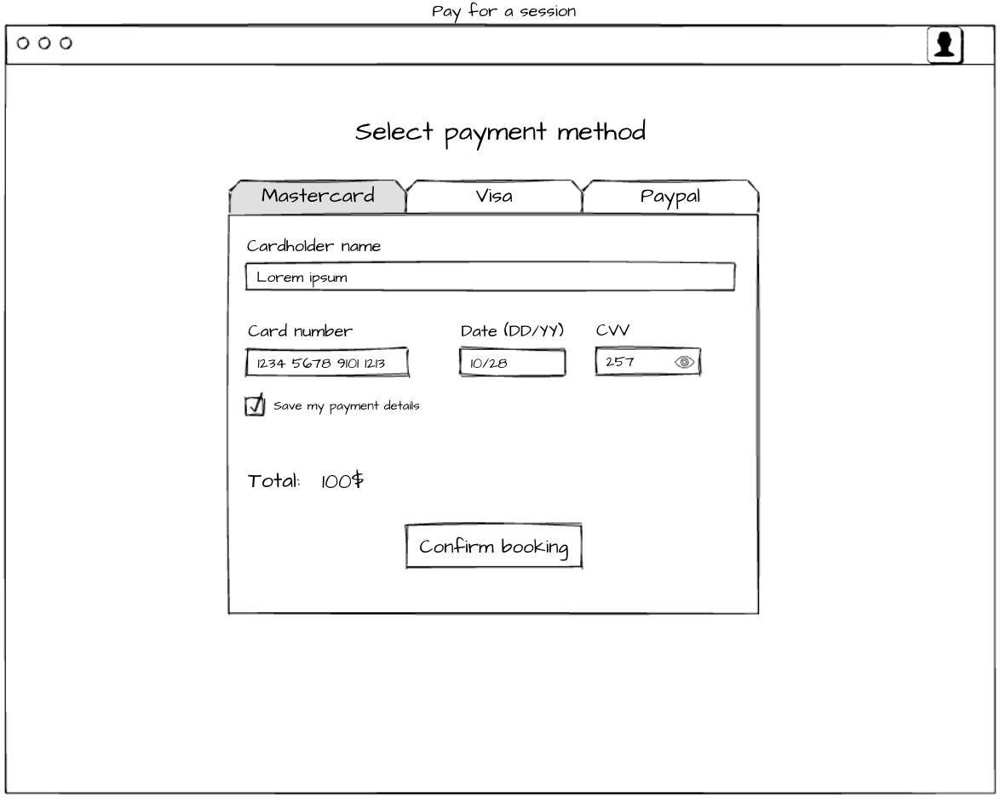 Pay for a session
Select payment method
Mastercard Visa Paypal
Cardholder name
Lorem ipsum
Card number Date (DD/YY) CVV
1234 5678 9101 1213 10/28 257
Save my payment details
Total: 100$
Confirm booking